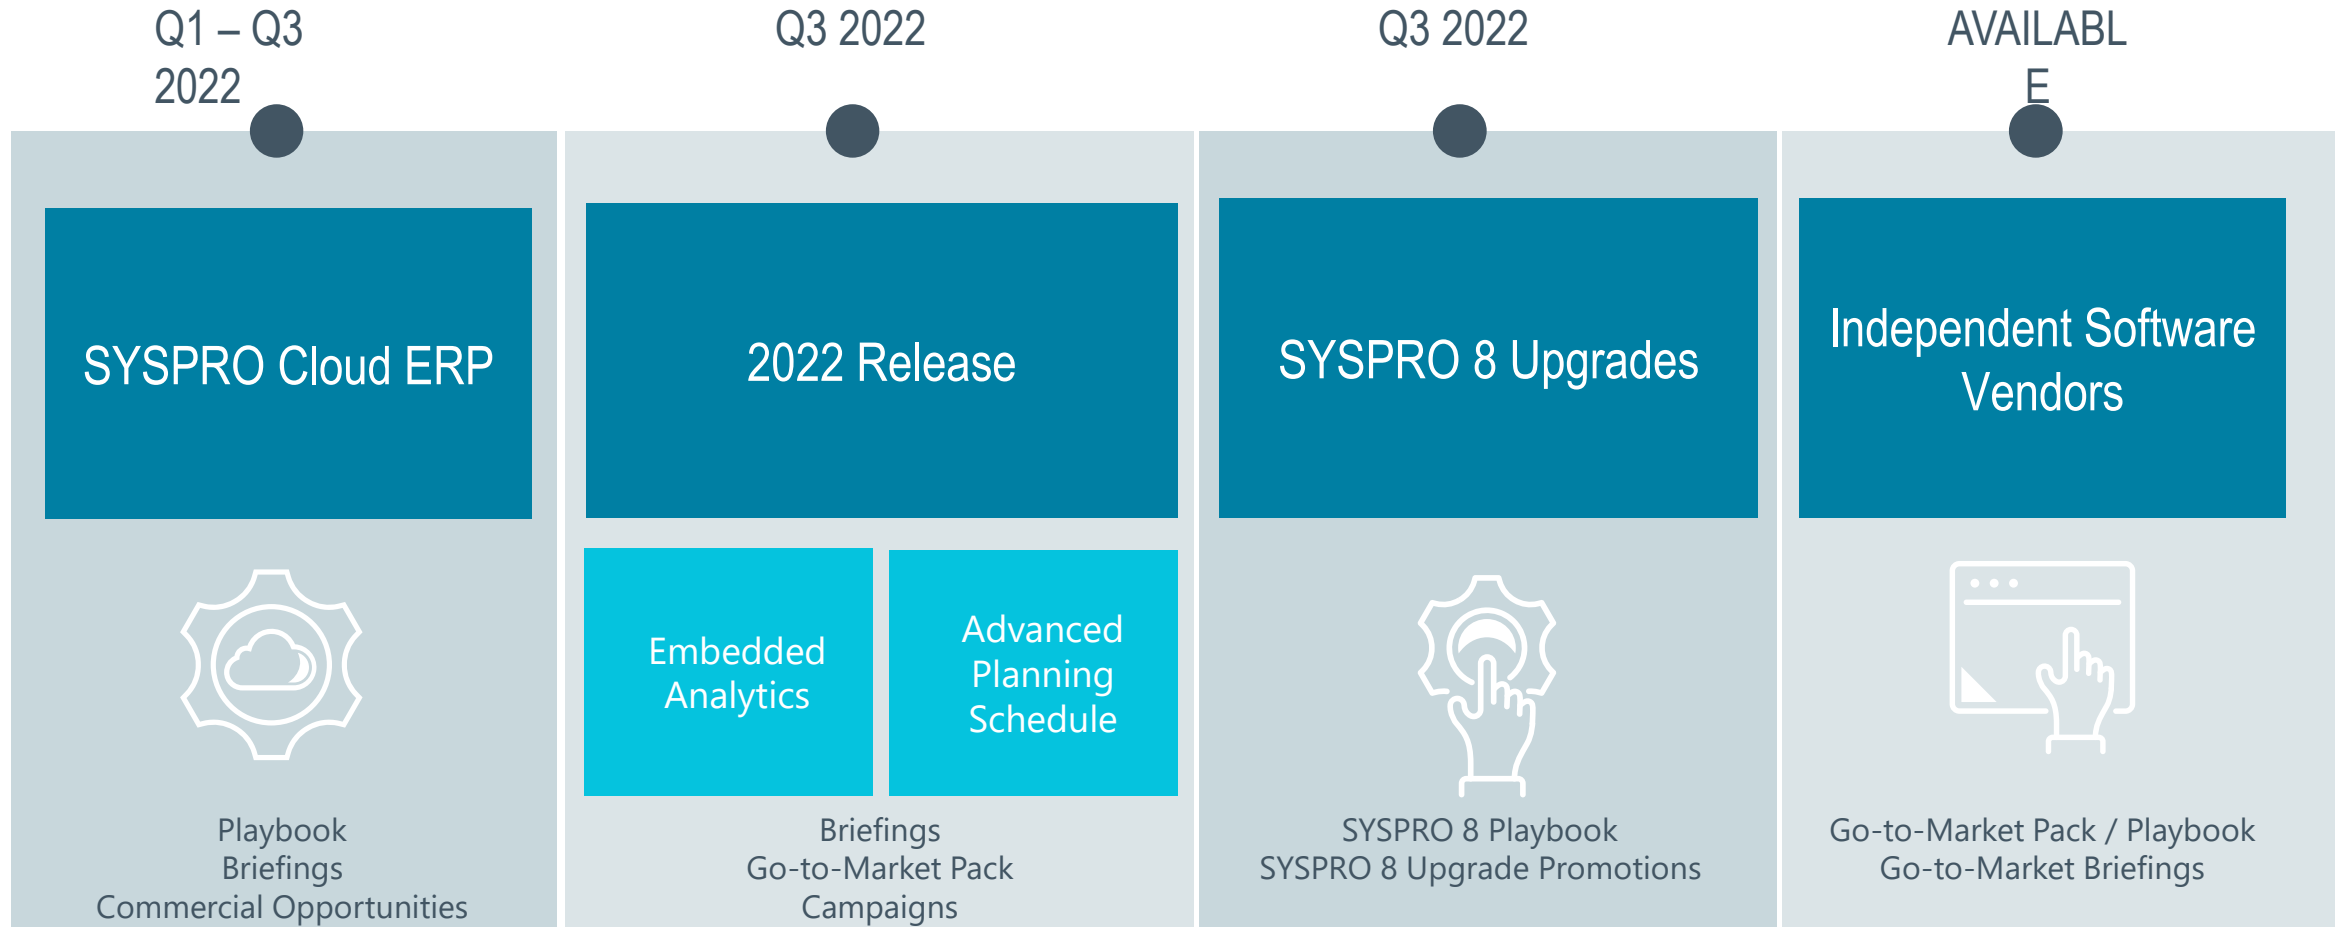 Q1 – Q3
2022
Q3 2022
Q3 2022
AVAILABL
E
SYSPRO Cloud ERP
2022 Release
SYSPRO 8 Upgrades
Independent Software
Vendors
Embedded
Analytics
Advanced
Planning
Schedule
Playbook
Briefings
Commercial Opportunities
Briefings
Go-to-Market Pack
Campaigns
SYSPRO 8 Playbook
SYSPRO 8 Upgrade Promotions
Go-to-Market Pack / Playbook
Go-to-Market Briefings